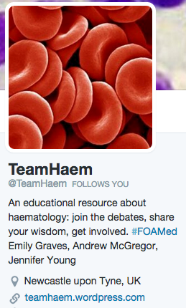 TeamHaem
@TeamHaem FOLLOWS YOU
An educational resource about
haematology: join the debates, share
your wisdom, get involved. #FOAMed
Emily Graves, Andrew McGregor,
Jennifer Young
Newcastle upon Tyne, UK
teamhaem.wordpress.com